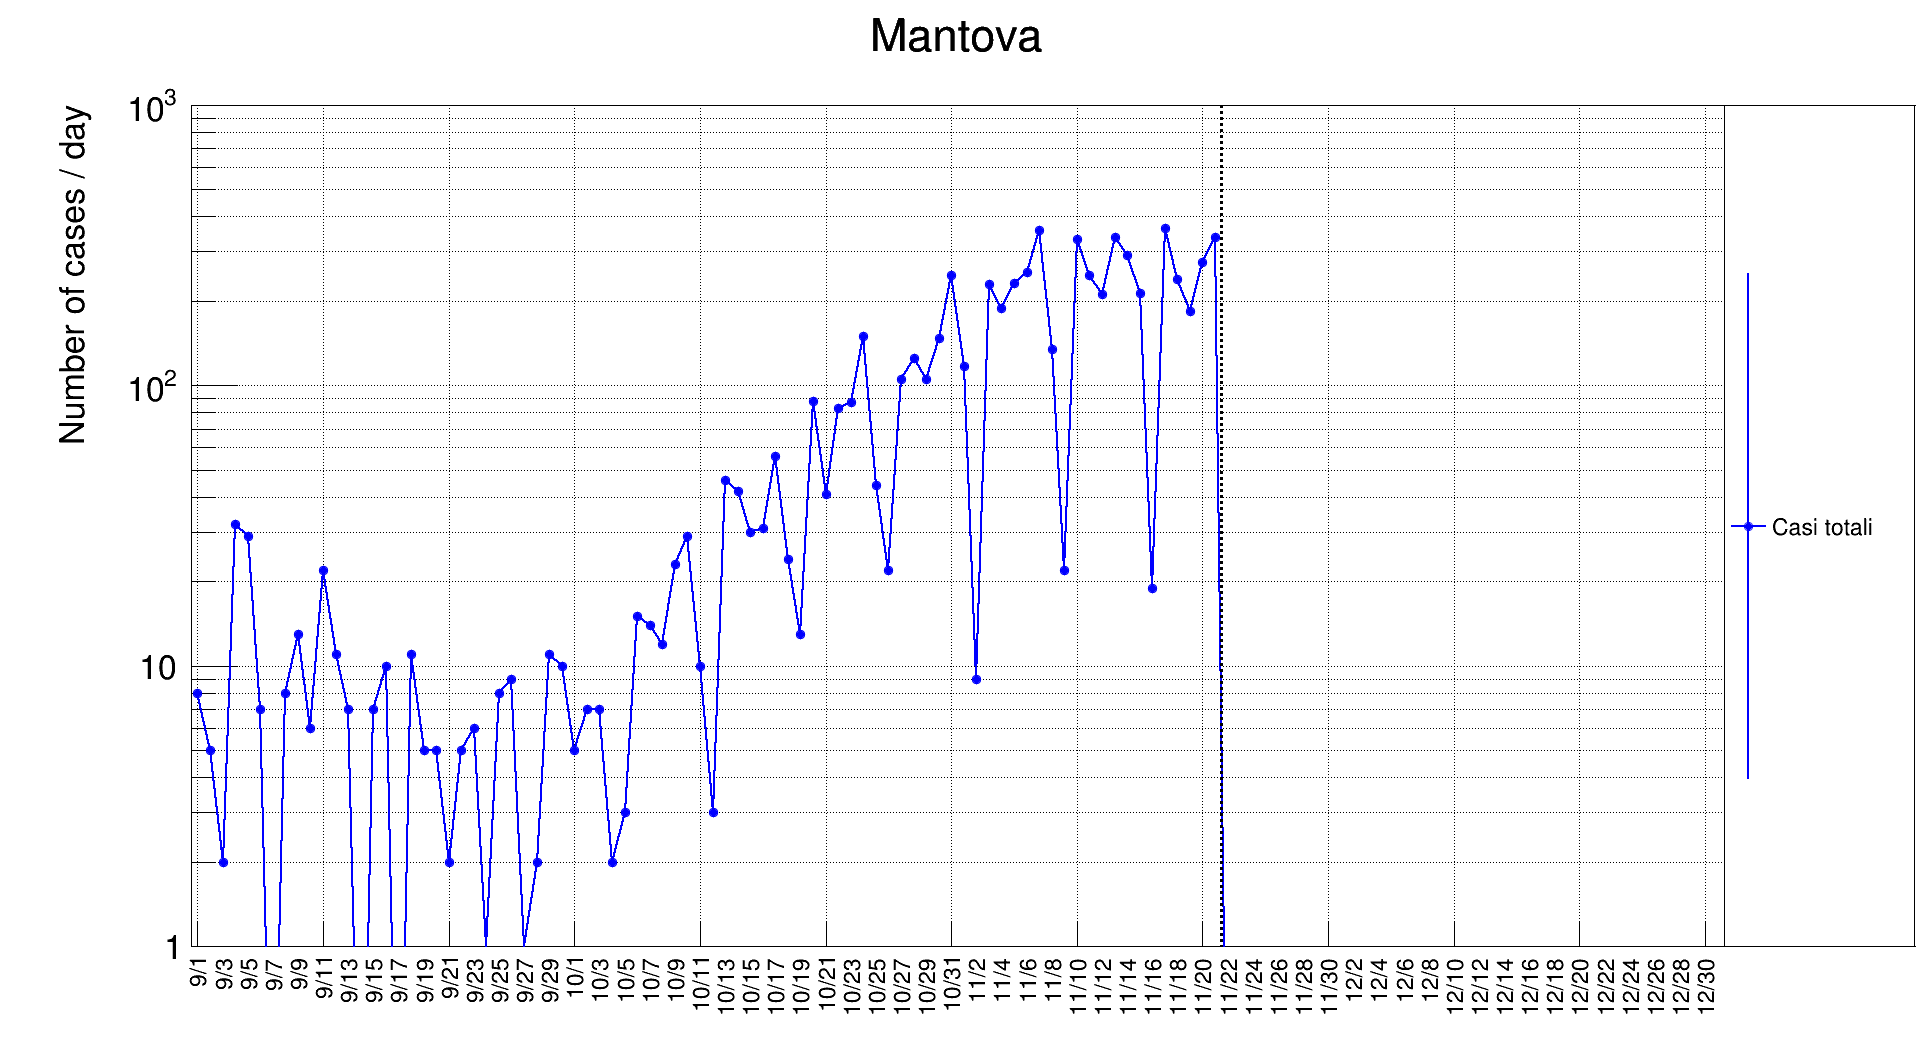 Mantova
Number of cases / day
10³
10²
10
1
9/1 9/3 9/5 9/7 9/9 9/11 9/13 9/15 9/17 9/19 9/21 9/23 9/25 9/27 9/29 10/1 10/3 10/5 10/7 10/9 10/11 10/13 10/15 10/17 10/19 10/21 10/23 10/25 10/27 10/29 10/31 11/2 11/4 11/6 11/8 11/10 11/12 11/14 11/16 11/18 11/20 11/22 11/24 11/26 11/28 11/30 12/2 12/4 12/6 12/8 12/10 12/12 12/14 12/16 12/18 12/20 12/22 12/24 12/26 12/28 12/30
Casi totali